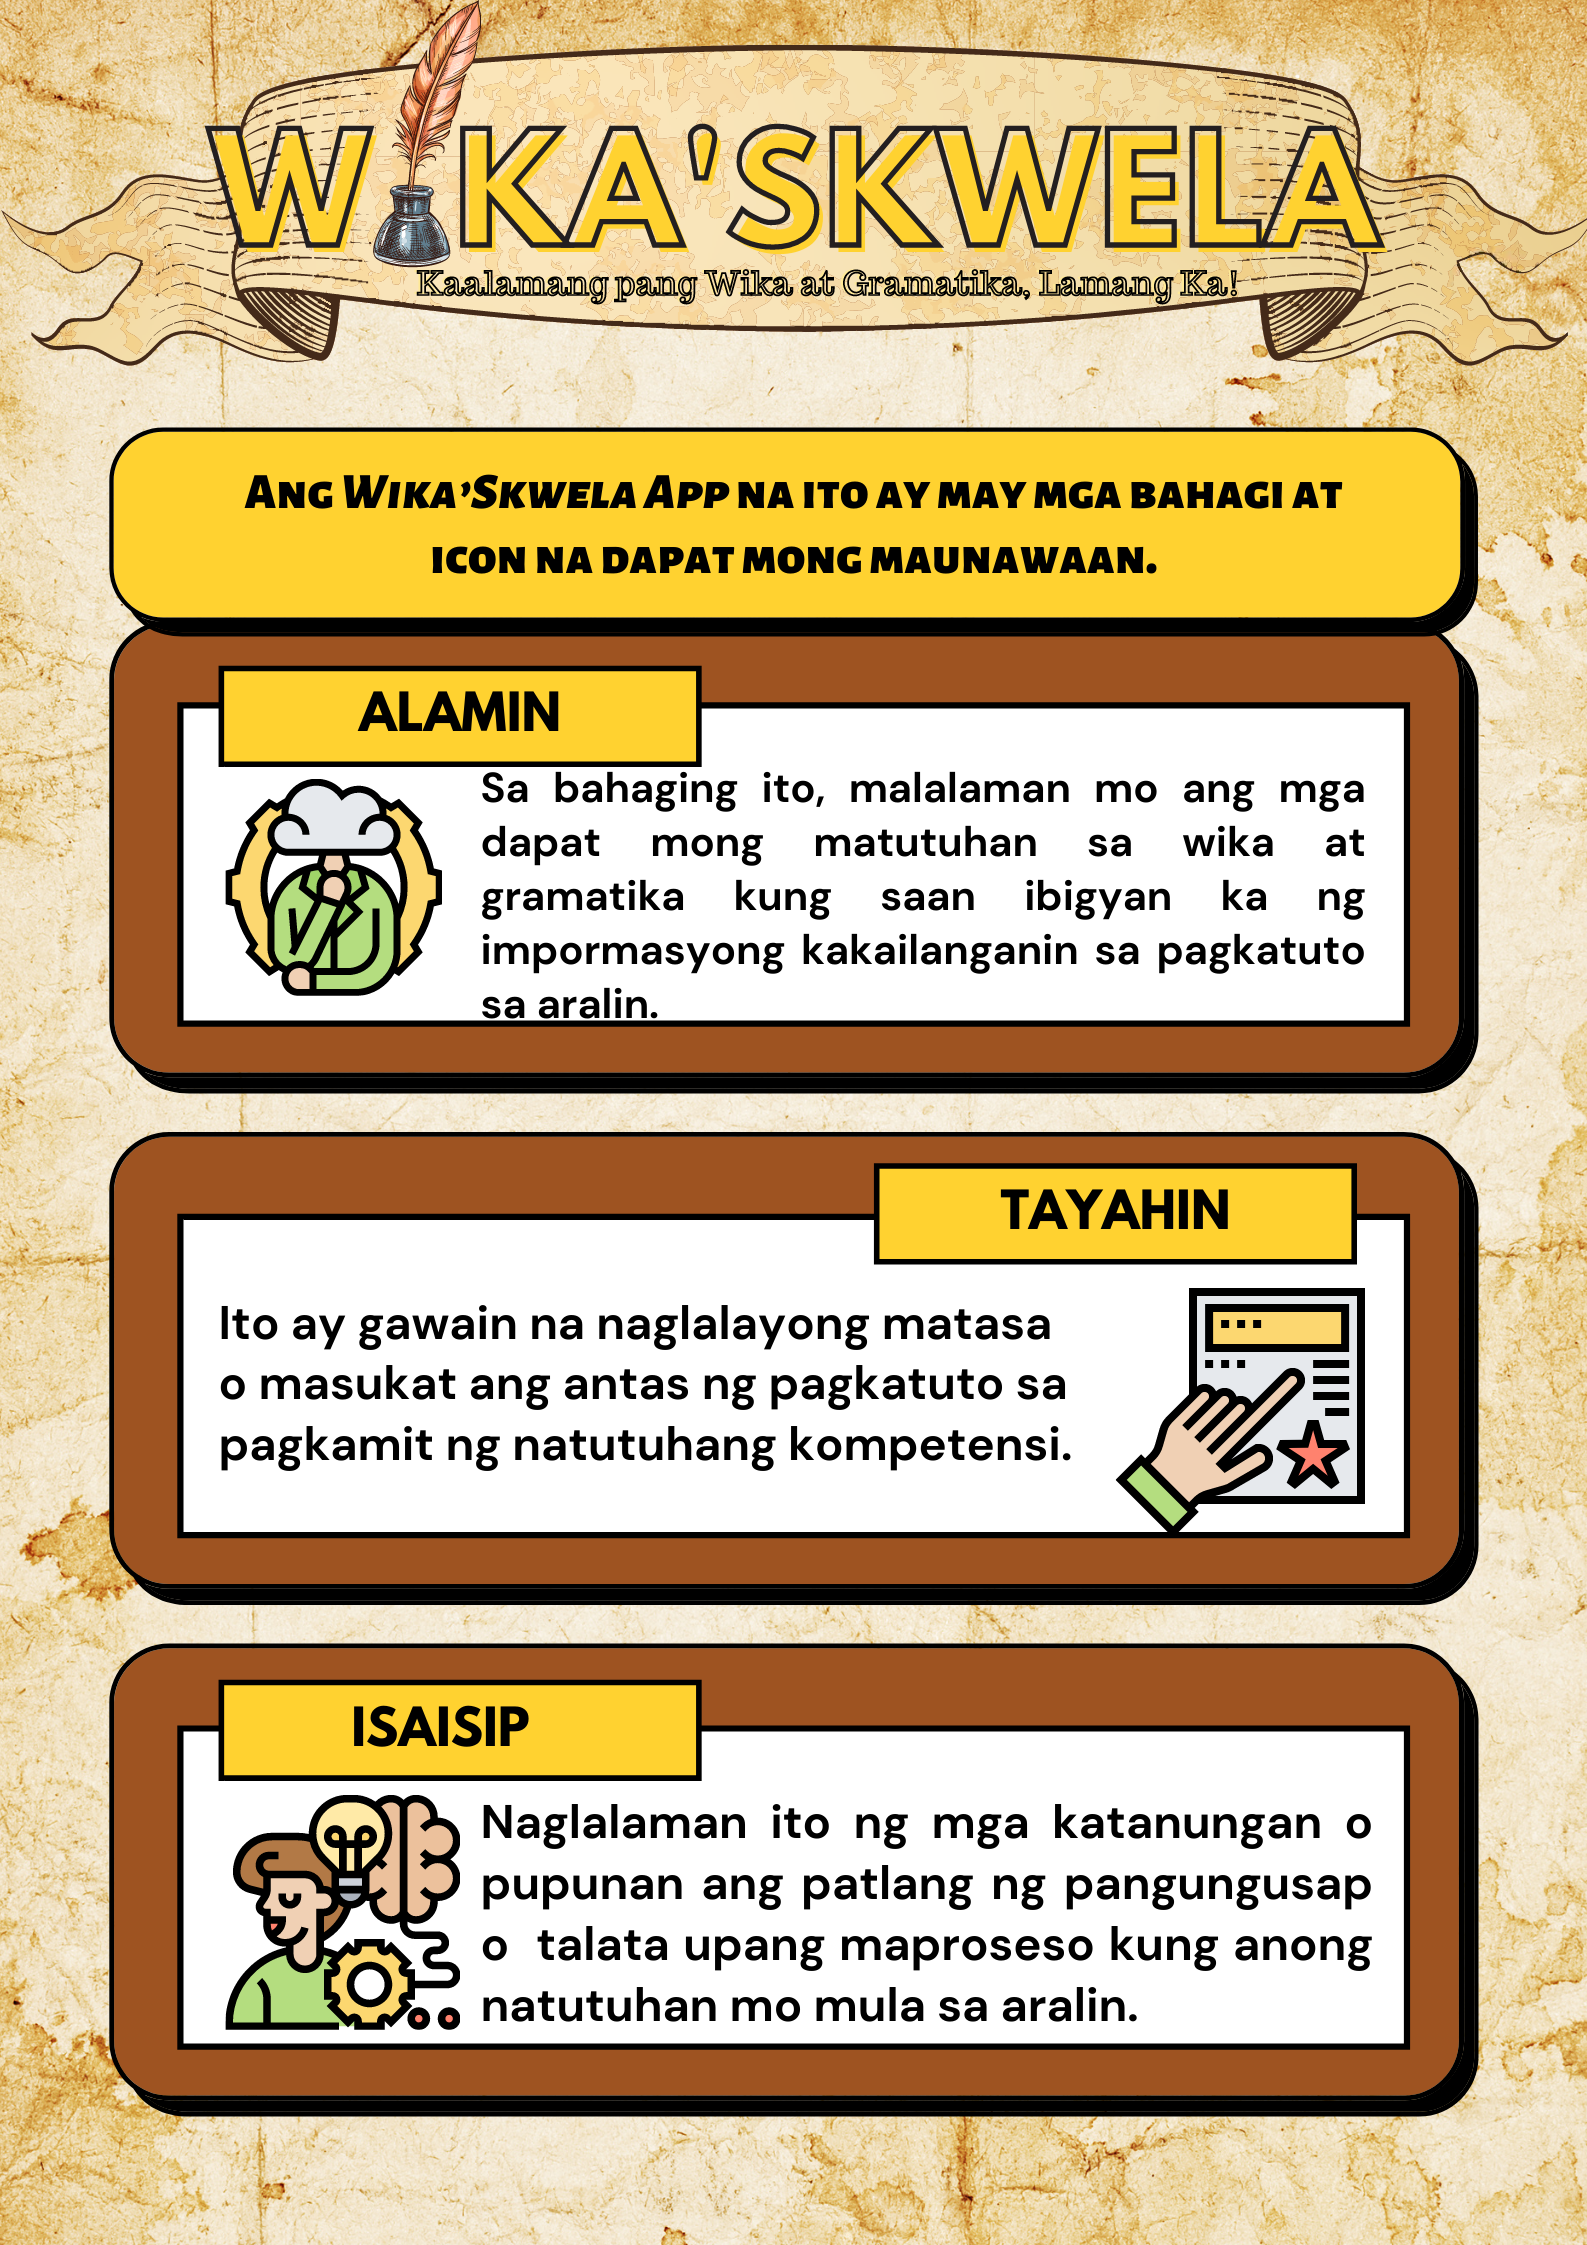 WIKA'SKWELA
Kaalamang pang Wika at Gramatika, Lamang Ka!
Ang Wika'Skwela App na ito ay may mga bahagi at
icon na dapat mong maunawaan.
ALAMIN
Sa bahaging ito, malalaman mo ang mga
dapat mong matutuhan sa wika at
gramatika kung saan ibigyan ka ng
impormasyong kakailanganin sa pagkatuto
sa aralin.
TAYAHIN
Ito ay gawain na naglalayong matasa
o masukat ang antas ng pagkatuto sa
pagkamit ng natutuhang kompetensi.
ISAISIP
Naglalaman ito ng mga katanungan o
pupunan ang patlang ng pangungusap
o talata upang maproseso kung anong
natutuhan mo mula sa aralin.